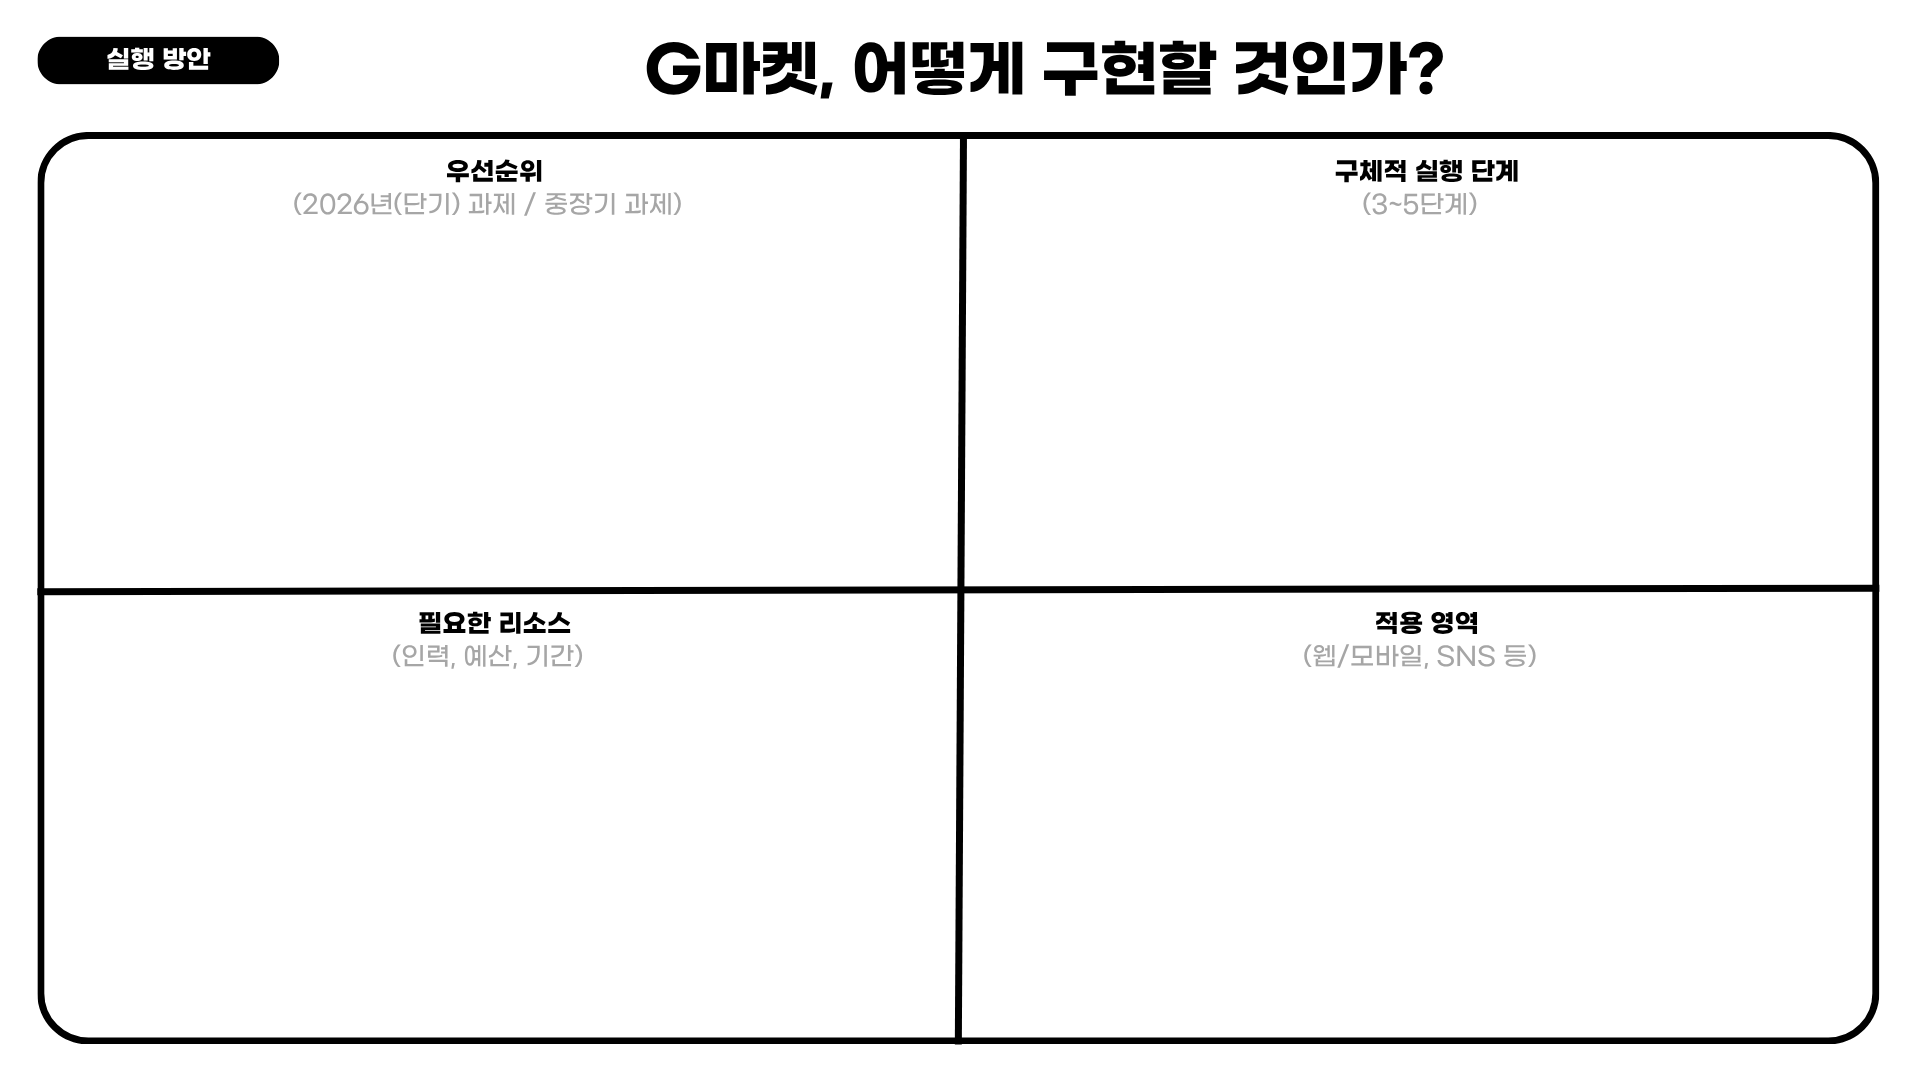 실행 방안
G마켓, 어떻게 구현할 것인가?
우선순위
(2026년(단기) 과제 / 중장기 과제)
구체적 실행 단계
(3~5단계)
필요한 리소스
(인력, 예산, 기간)
적용 영역
(웹/모바일, SNS 등)